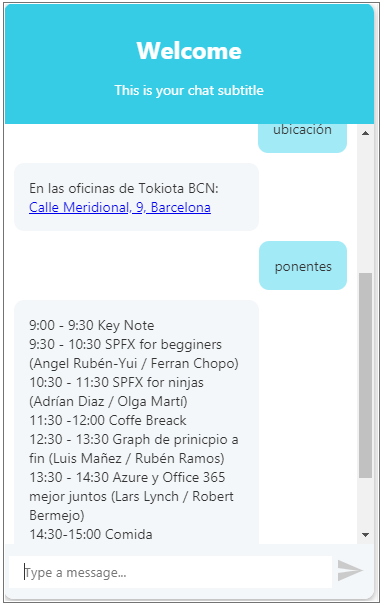 Welcome
This is your chat subtitle
ubicación
En las oficinas de Tokiota BCN:
Calle Meridional, 9, Barcelona
ponentes
9:00 - 9:30 Key Note
9:30 - 10:30 SPFX for begginers
(Angel Rubén-Yui / Ferran Chopo)
10:30 - 11:30 SPFX for ninjas
(Adrían Diaz / Olga Martí)
11:30 -12:00 Coffe Breack
12:30 - 13:30 Graph de prinicpio a
fin (Luis Mañez / Rubén Ramos)
13:30 - 14:30 Azure y Office 365
mejor juntos (Lars Lynch / Robert
Bermejo)
14:30-15:00 Comida
Type a message...